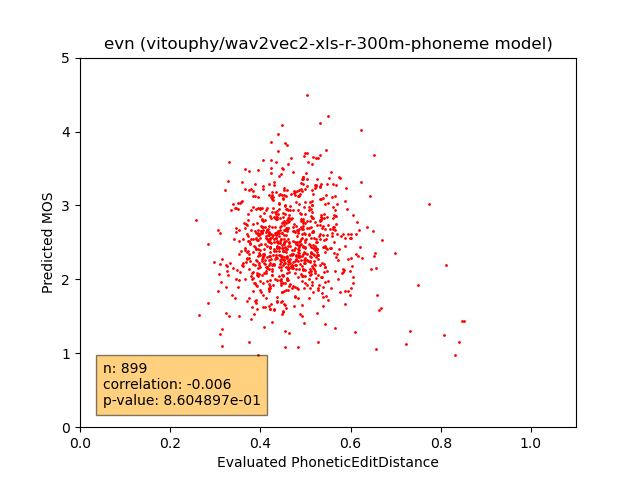 evn (vitouphy/wav2vec2-xls-r-300m-phoneme model)
5
4
3
2
1
0
Predicted MOS
n: 899
correlation: -0.006
p-value: 8.604897e-01
0.0 0.2 0.4 0.6 0.8 1.0
Evaluated PhoneticEditDistance